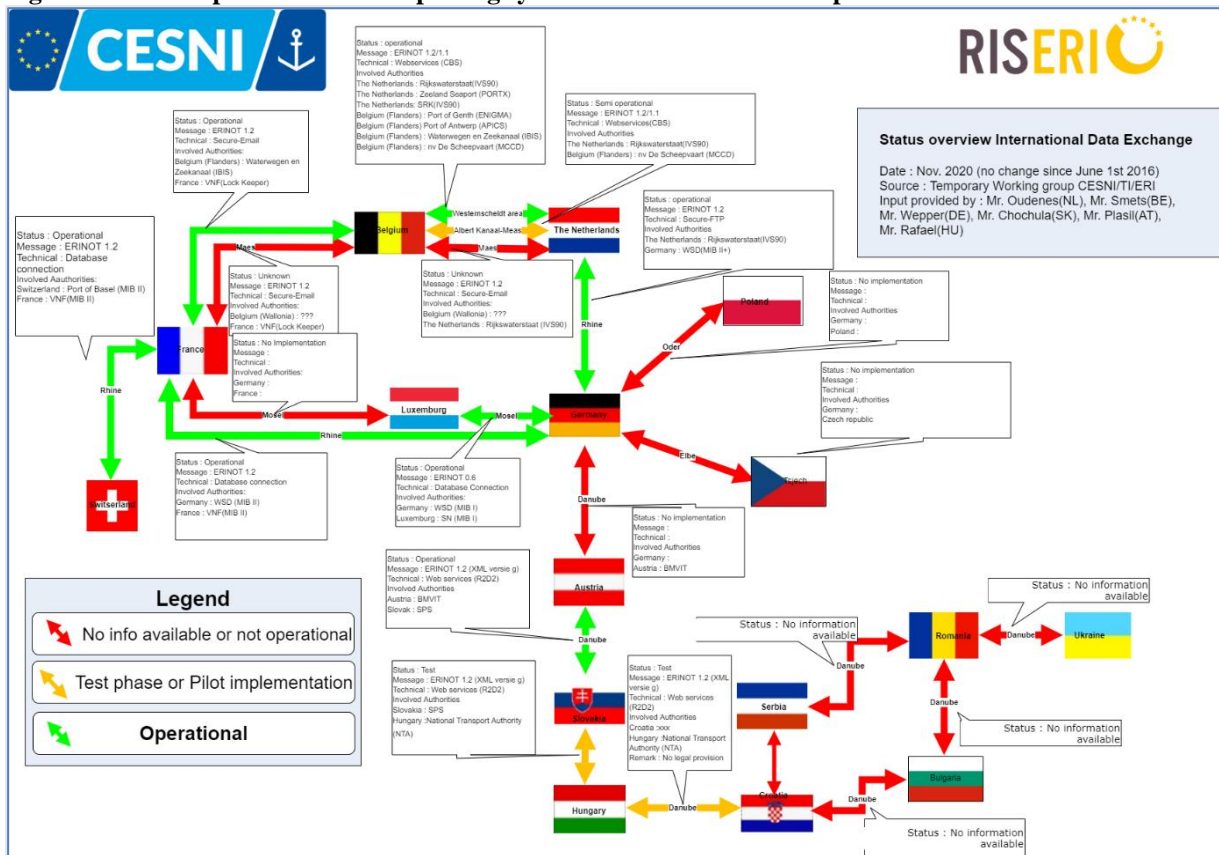 CESNI
RISERI
Status overview International Data Exchange
Date : Nov. 2020 (no change since June 1st 2016)
Source : Temporary Working group CESNI/TI/ERI
Input provided by : Mr. Oudenes(NL), Mr. Smets(BE),
Mr. Wepper(DE), Mr. Chochula(SK), Mr. Plasil(AT),
Mr. Rafael(HU)
Status : operational
Message : ERINOT 1.2/1.1
Technical : Webservices (CBS)
Involved Authorities
The Netherlands : Rijkswaterstaat(IVS90)
The Netherlands : Zeeland Seaport (PORTX)
The Netherlands: SRK(IVS90)
Belgium (Flanders) : Port of Genth (ENIGMA)
Belgium (Flanders) Port of Antwerp (APICS)
Belgium (Flanders) : Waterwegen en Zeekanaal (IBIS)
Belgium (Flanders) : nv De Scheepvaart (MCCD)
Status : Semi operational
Message : ERINOT 1.2/1.1
Technical : Webservices(CBS)
Involved Authorities
The Netherlands : Rijkswaterstaat(IVS90)
Belgium (Flanders) : nv De Scheepvaart (MCCD)
Status : Operational
Message : ERINOT 1.2
Technical : Secure-Email
Involved Authorities:
Belgium (Flanders) : Waterwegen en
Zeekanaal (IBIS)
France : VNF(Lock Keeper)
Status : Operational
Message : ERINOT 1.2
Technical : Database
connection
Involved Aauthorities:
Switzerland : Port of Basel (MIB II)
France : VNF(MIB II)
Belgium
Westernscheldt area
Albert Kanaal-Meas
Maes
The Netherlands
Maes
Status : operational
Message : ERINOT 1.2
Technical : Secure-FTP
Involved Authorities
The Netherlands : Rijkswaterstaat(IVS90)
Germany : WSD(MIB II+)
Status : Unknown
Message : ERINOT 1.2
Technical : Secure-Email
Involved Authorities:
Belgium (Wallonia) : ???
France : VNF(Lock Keeper)
Status : Unknown
Message : ERINOT 1.2
Technical : Secure-Email
Involved Authorities:
Belgium (Wallonia) : ???
The Netherlands : Rijkswaterstaat (IVS90)
Status : No implementation
Message :
Technical :
Involved Authorities
Germany :
Poland :
Poland
Rhine
Oder
France
Status : No Implementation
Message :
Technical :
Involved Authorities:
Germany :
France :
Status : No implementation
Message :
Technical :
Involved Authorities
Germany :
Czech republic
Rhine
Mosel
Luxemburg
Mosel
Germany
Rhine
Elbe
Tsjech
Switserland
Status : Operational
Message : ERINOT 1.2
Technical : Database connection
Involved Authorities:
Germany : WSD (MIB II)
France : VNF(MIB II)
Status : Operational
Message : ERINOT 0.6
Technical : Database Connection
Involved Authorities:
Germany : WSD (MIB I)
Luxemburg : SN (MIB I)
Danube
Status : No implementation
Message :
Technical :
Involved Authorities
Germany :
Austria : BMVIT
Status : Operational
Message : ERINOT 1.2 (XML versie g)
Technical : Web services (R2D2)
Involved Authorities
Austria : BMVIT
Slovak : SPS
Austria
Danube
Legend
No info available or not operational
Test phase or Pilot implementation
Operational
Status : Test
Message : ERINOT 1.2 (XML versie g)
Technical : Web services (R2D2)
Involved Authorities
Slovakia : SPS
Hungary :National Transport Authority
(NTA)
Slovakia
Status : Test
Message : ERINOT 1.2 (XML
versie g)
Technical : Web services
(R2D2)
Involved Authorities
Croatia :xxx
Hungary :National Transport
Authority (NTA)
Remark : No legal provision
Status : No information
available
Status : No information
available
Romania
Danube
Ukraine
Danube
Serbia
Danube
Status : No information
available
Bulgaria
Hungary
Danube
Croatia
Danube
Status : No information
available